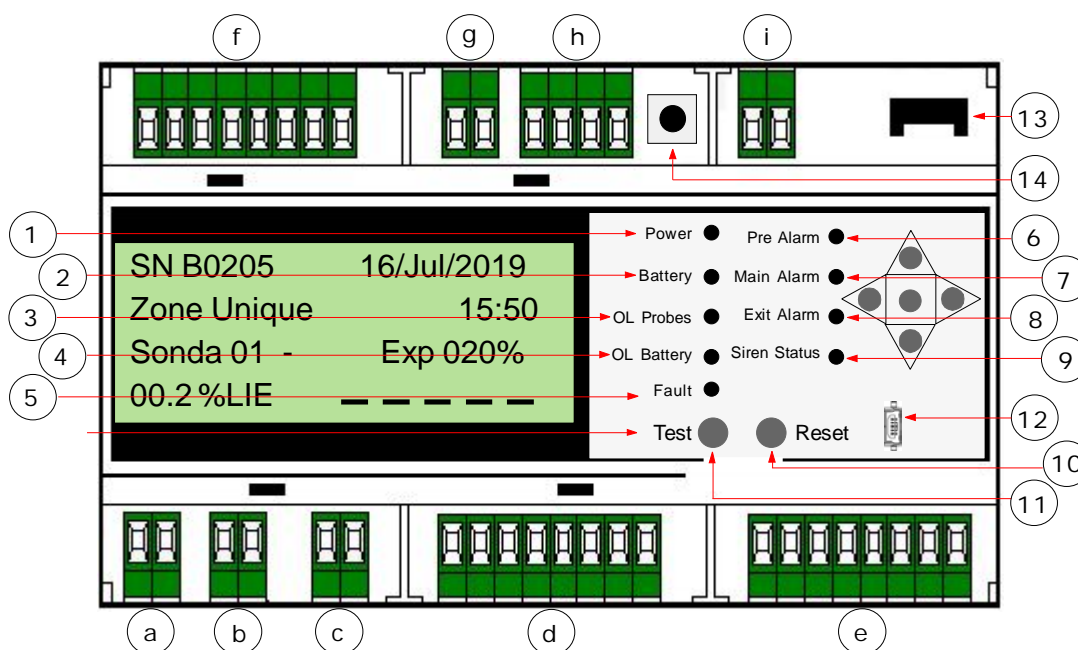 f g h i
13
14
1 Power Pre Alarm 6
SN B0205 16/Jul/2019
2 Battery Main Alarm 7
Zone Unique 15:50
3 OL Probes Exit Alarm 8
Sonda 01 - Exp 020%
4 OL Battery Siren Status 9
5 Fault
00.2 %LIE _ _ _ _ _
12
Test Reset
10
11
a b c d e